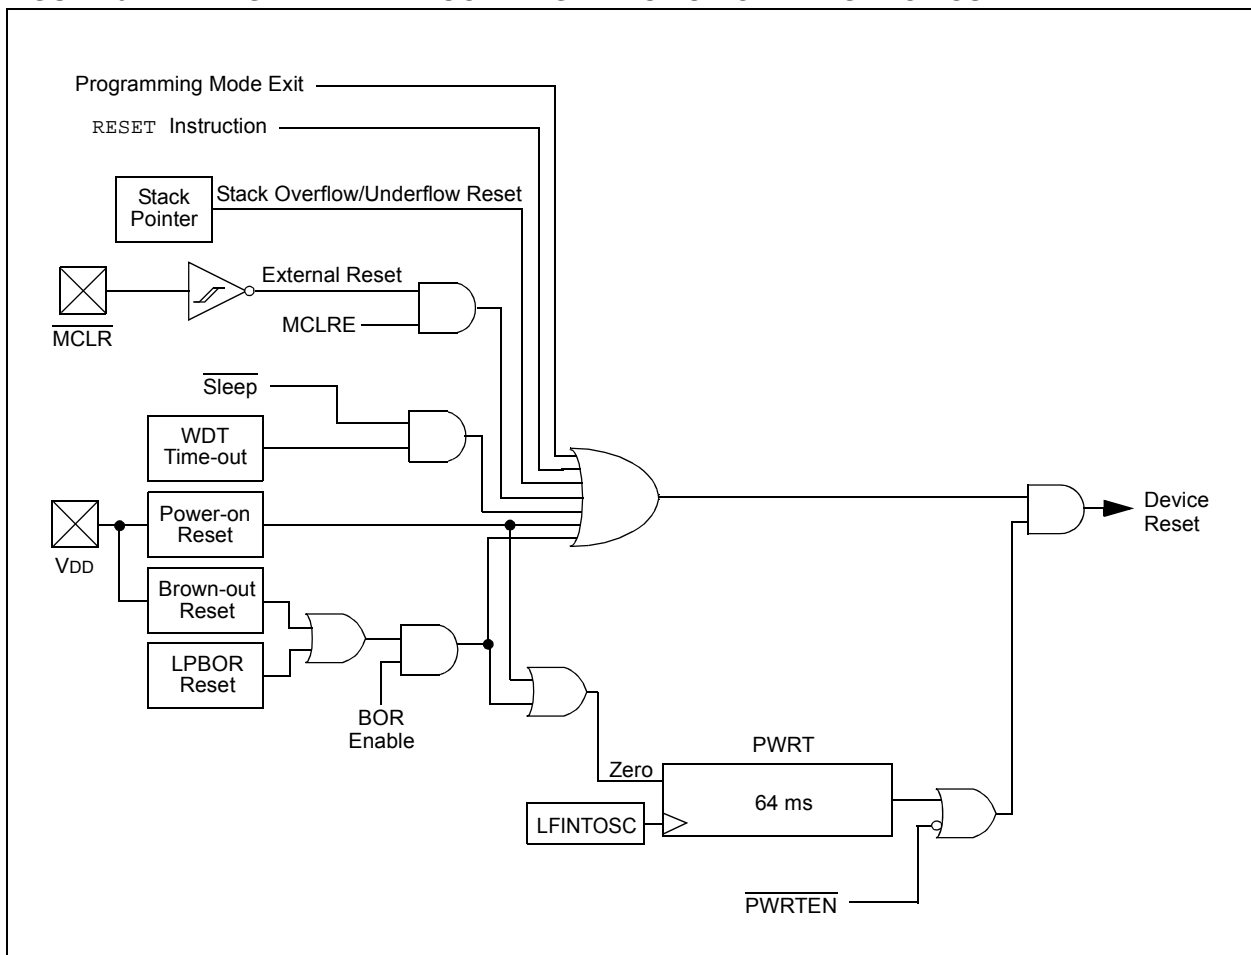 Programming Mode Exit
RESET Instruction
Stack
Pointer
Stack Overflow/Underflow Reset
External Reset
MCLRE
MCLR
Sleep
WDT
Time-out
Power-on
Reset
VDD
Brown-out
Reset
LPBOR
Reset
BOR
Enable
Device
Reset
PWRT
Zero
64 ms
LFINTOSC
PWRTEN